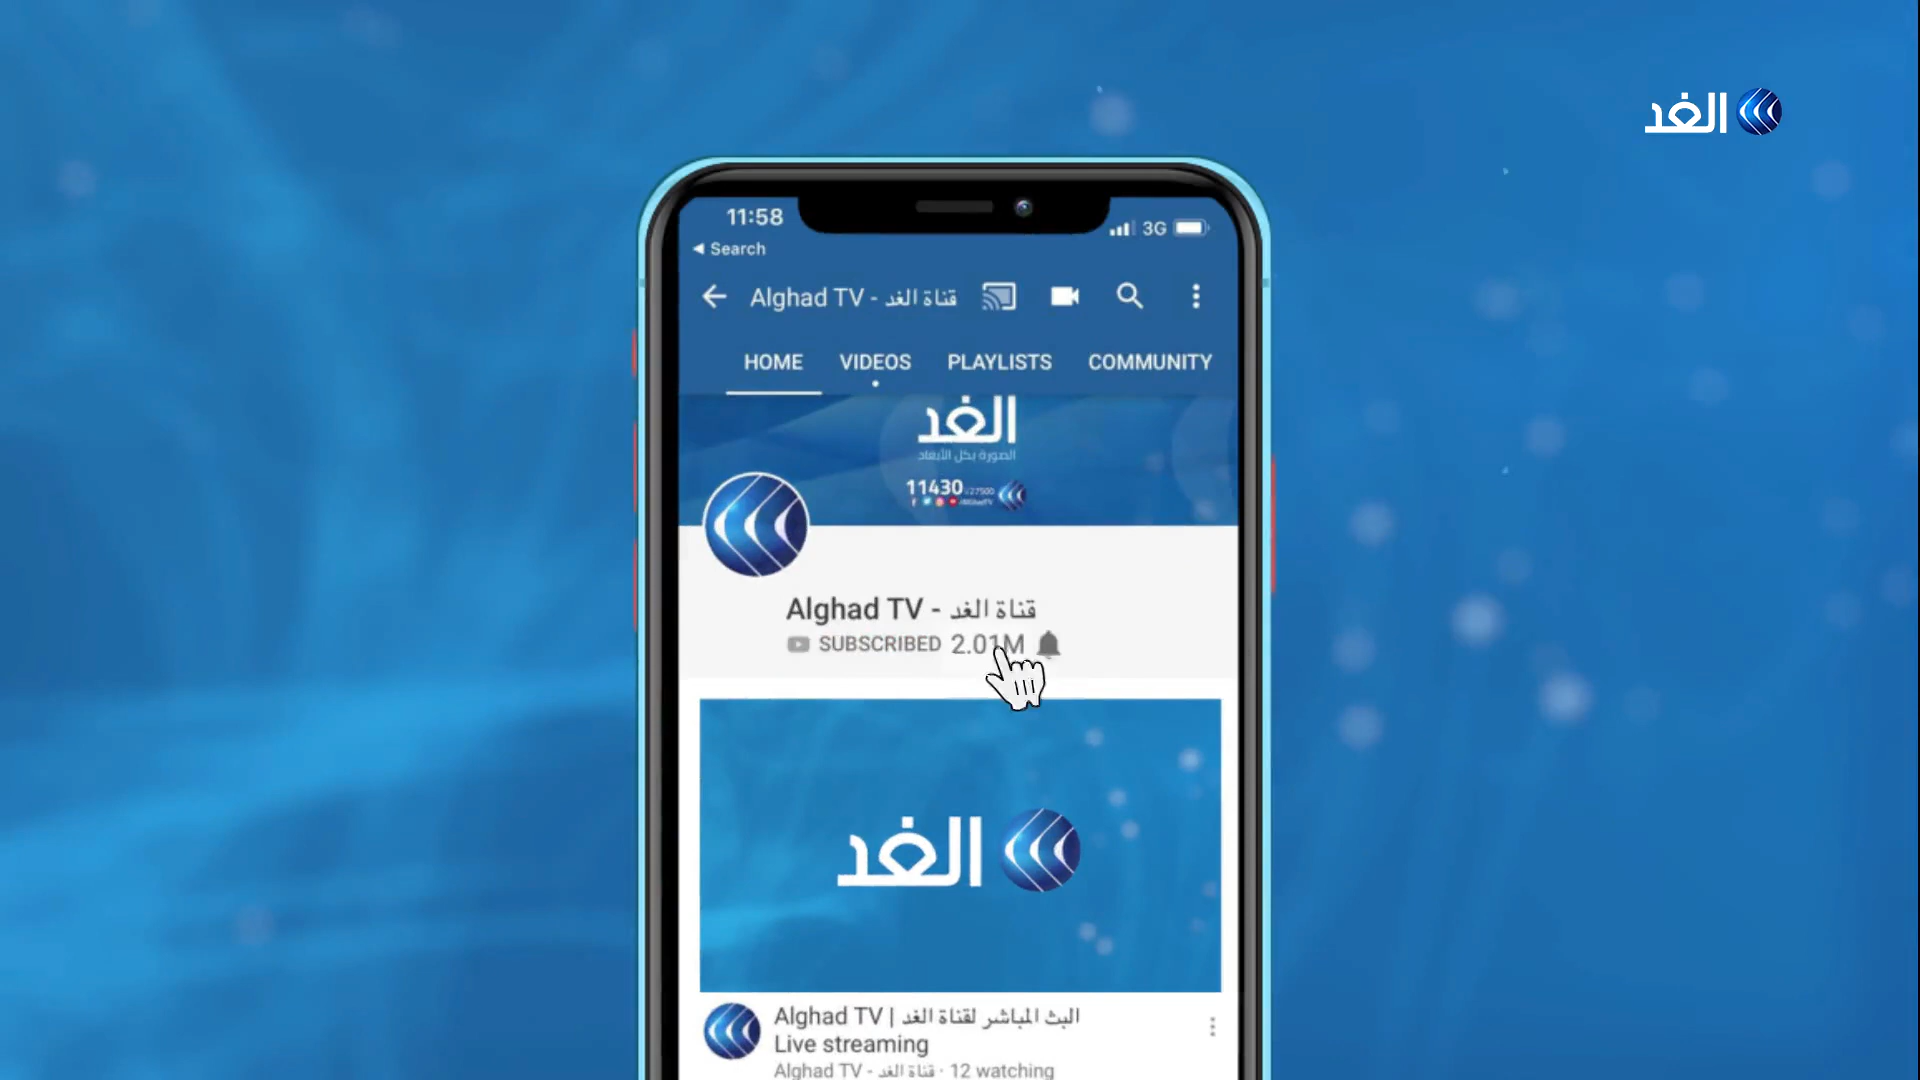 الغد
11:58
3G
Search
Alghad TV - قناة الغد
HOME VIDEOS PLAYLISTS COMMUNITY
الغد
الصورة بكل الأبعاد
11430
27500
Alghad TV - قناة الغد
SUBSCRIBED 2.01M
الغد
Alghad TV | البث المباشر لقناة الغد
Live streaming
Alghad TV - قناة الغد · 12 watching